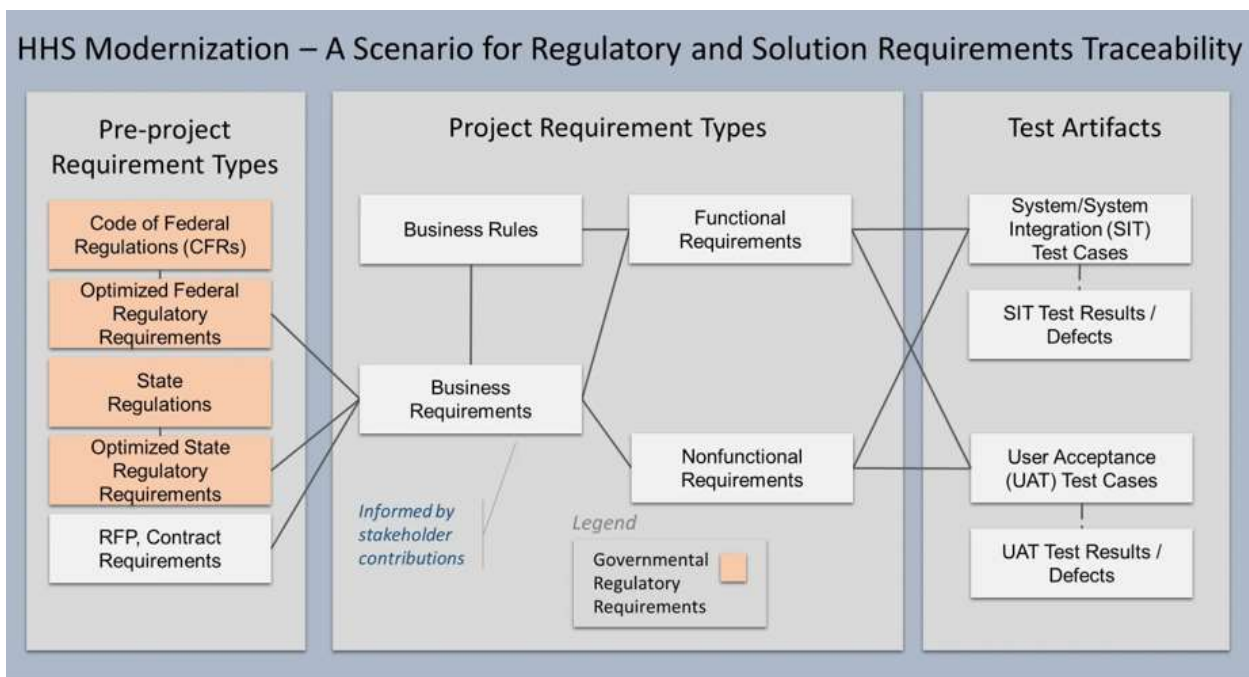 HHS Modernization – A Scenario for Regulatory and Solution Requirements Traceability
Pre-project
Requirement Types
Code of Federal
Regulations (CFRs)
Optimized Federal
Regulatory
Requirements
State
Regulations
Optimized State
Regulatory
Requirements
RFP, Contract
Requirements
Project Requirement Types
Business Rules
Functional
Requirements
Business
Requirements
Nonfunctional
Requirements
Informed by
stakeholder
contributions
Legend
Governmental
Regulatory
Requirements
Test Artifacts
System/System
Integration (SIT)
Test Cases
SIT Test Results /
Defects
User Acceptance
(UAT) Test Cases
UAT Test Results /
Defects